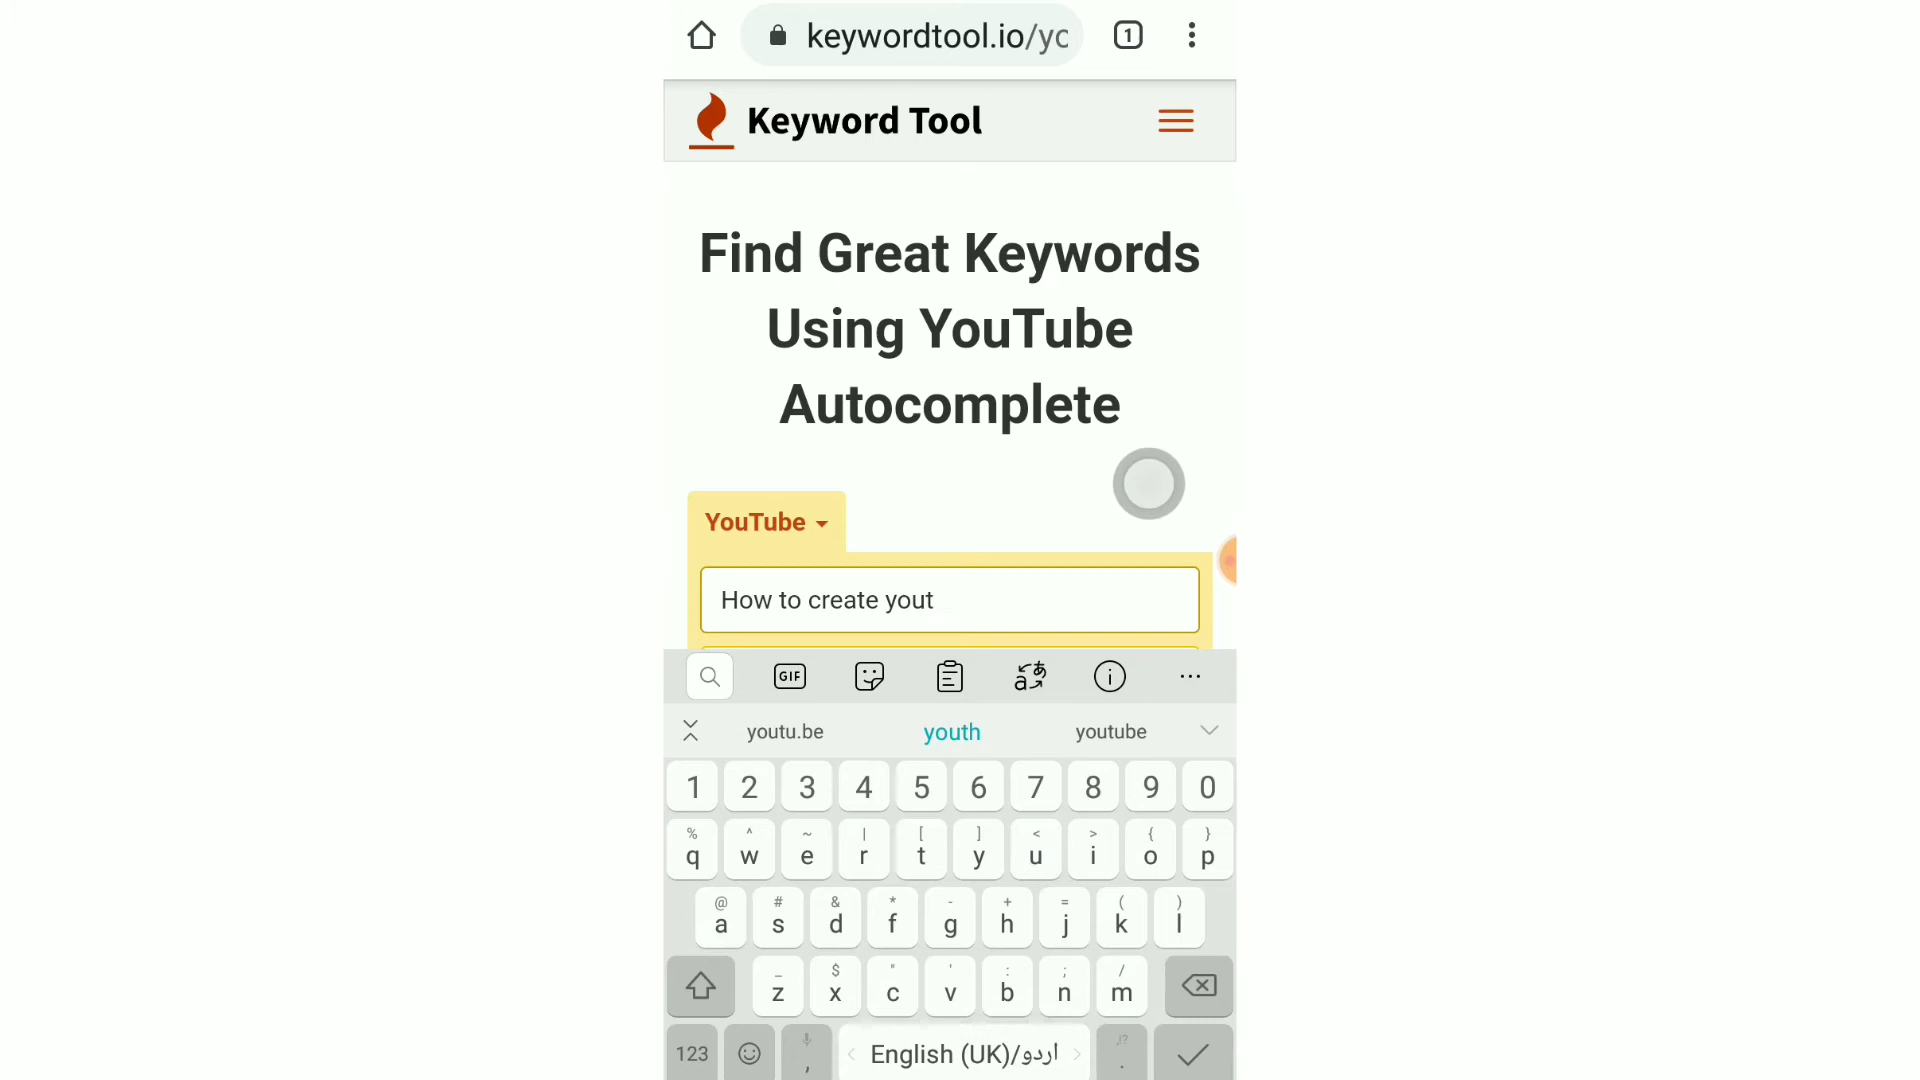 keywordtool.io/yo
1
Keyword Tool
Find Great Keywords
Using YouTube
Autocomplete
YouTube
How to create yout
GIF
youtu.be youth youtube
1 2 3 4 5 6 7 8 9 0
% ^ ~ | [ ] < > { }
q w e r t y u i o p
@ # & * - + = ( )
a s d f g h j k l
_ $ " ' : ; /
z x c v b n m
123 , English (UK)/اردو .